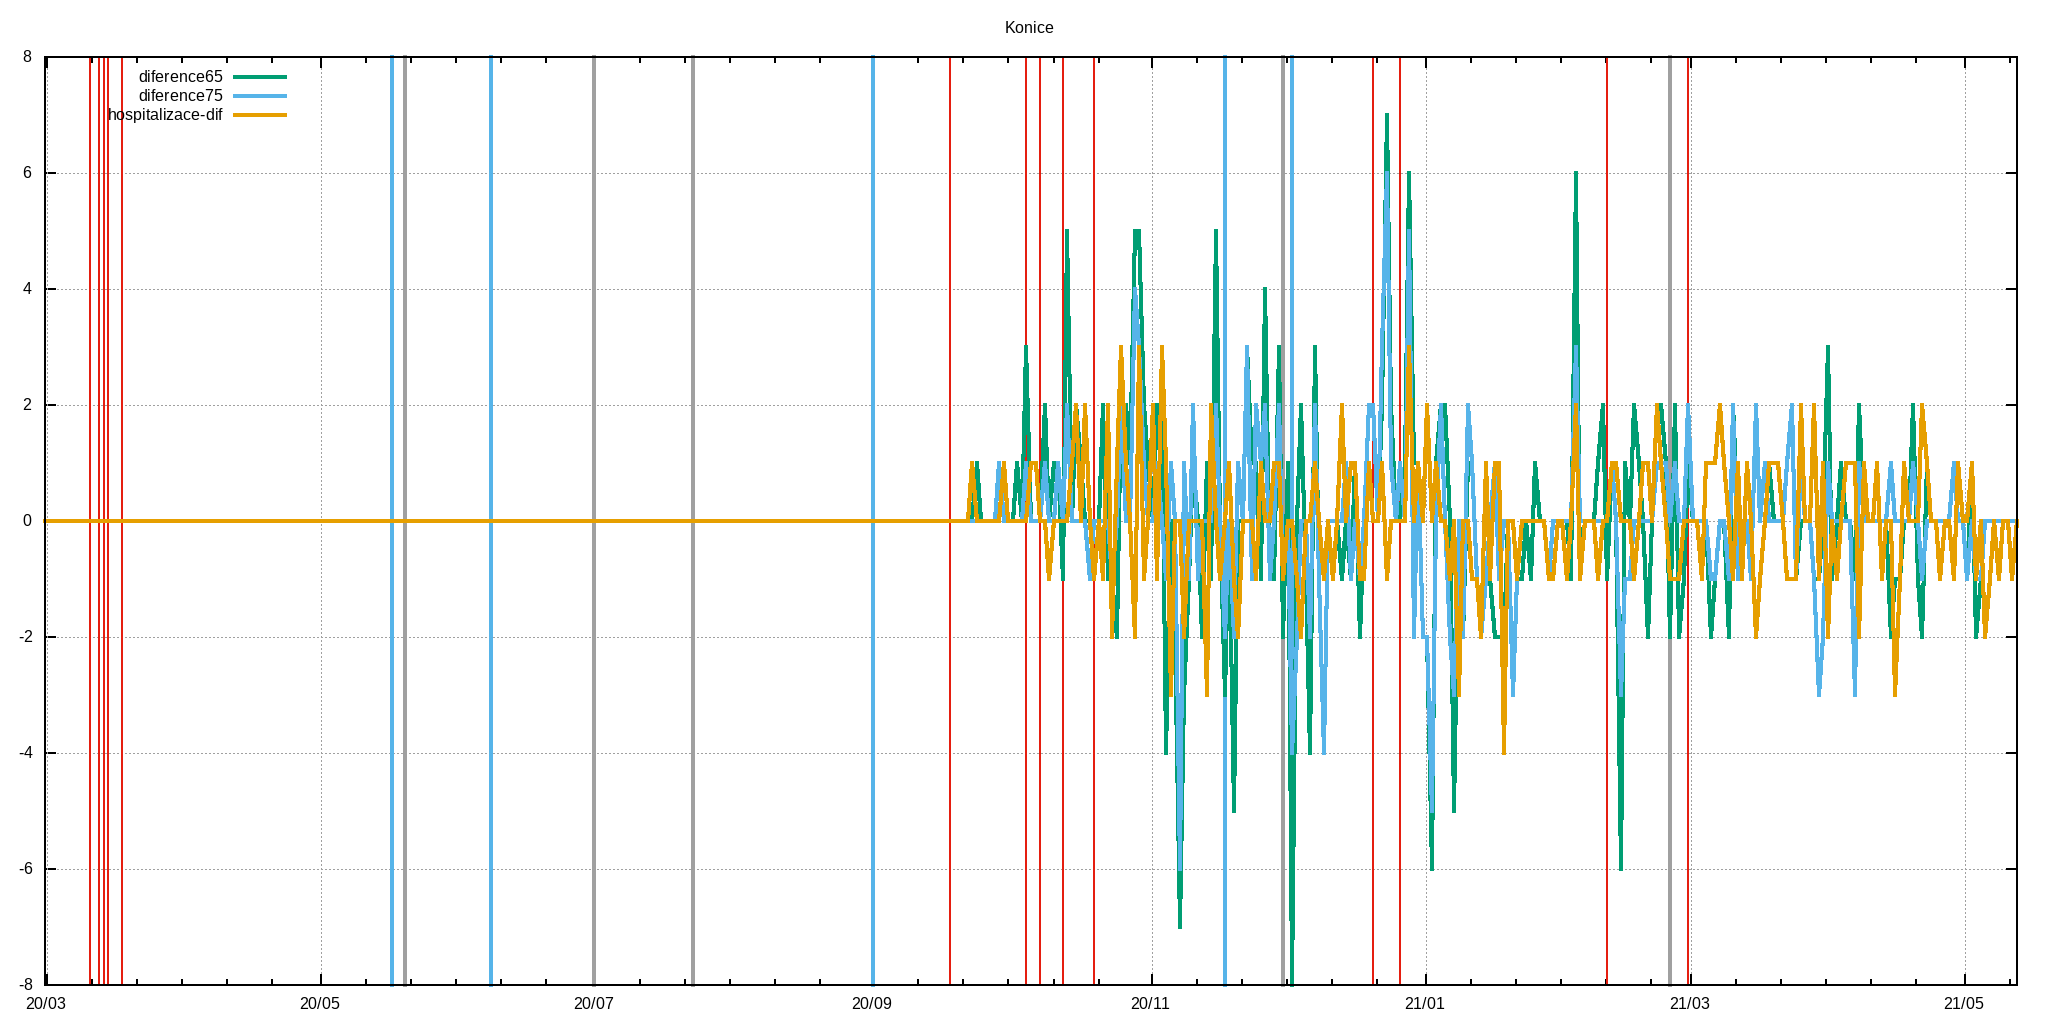 Konice
8
diference65
diference75
hospitalizace-dif
6
4
2
0
-2
-4
-6
-8
20/03 20/05 20/07 20/09 20/11 21/01 21/03 21/05